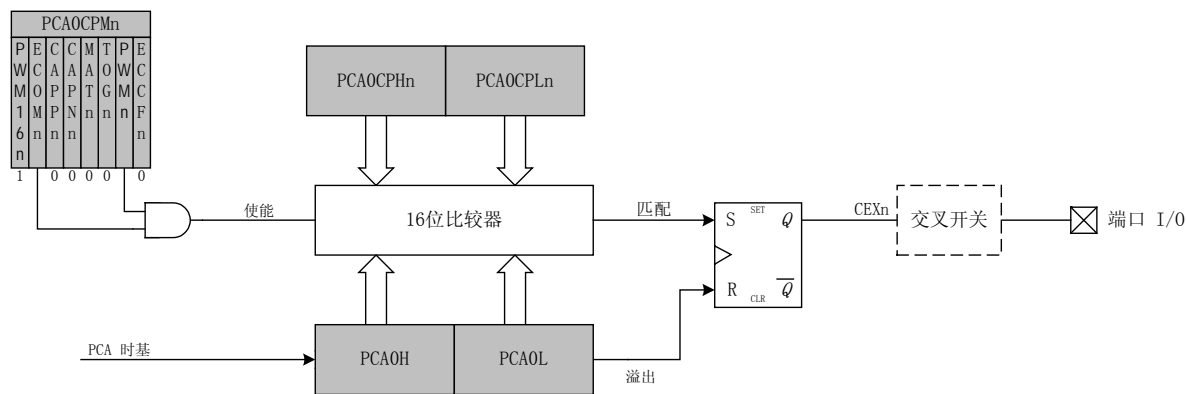 PCA0CPMn
PWM16n
ECOMn
CAPPn
CAPNn
MATn
TOGn
PWMn
ECCFn
1 0 0 0 0 0
PCA0CPHn
PCA0CPLn
使能
16位比较器
匹配
S SET Q
R CLR Q
CEXn
交叉开关
端口 I/O
PCA 时基
PCA0H
PCA0L
溢出